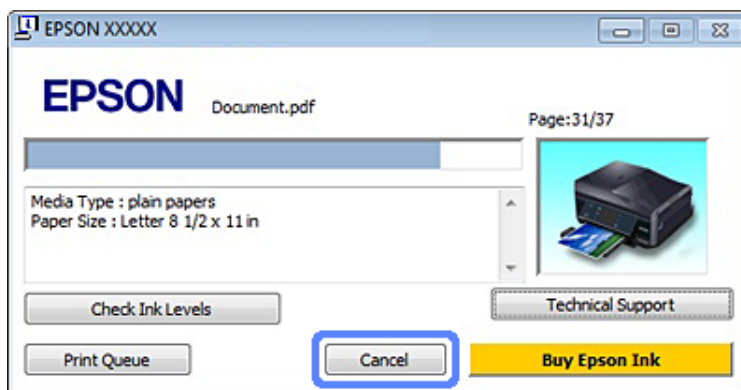 EPSON XXXXX
EPSON Document.pdf
Page:31/37
Media Type : plain papers
Paper Size : Letter 8 1/2 x 11 in
Check Ink Levels
Technical Support
Print Queue
Cancel
Buy Epson Ink